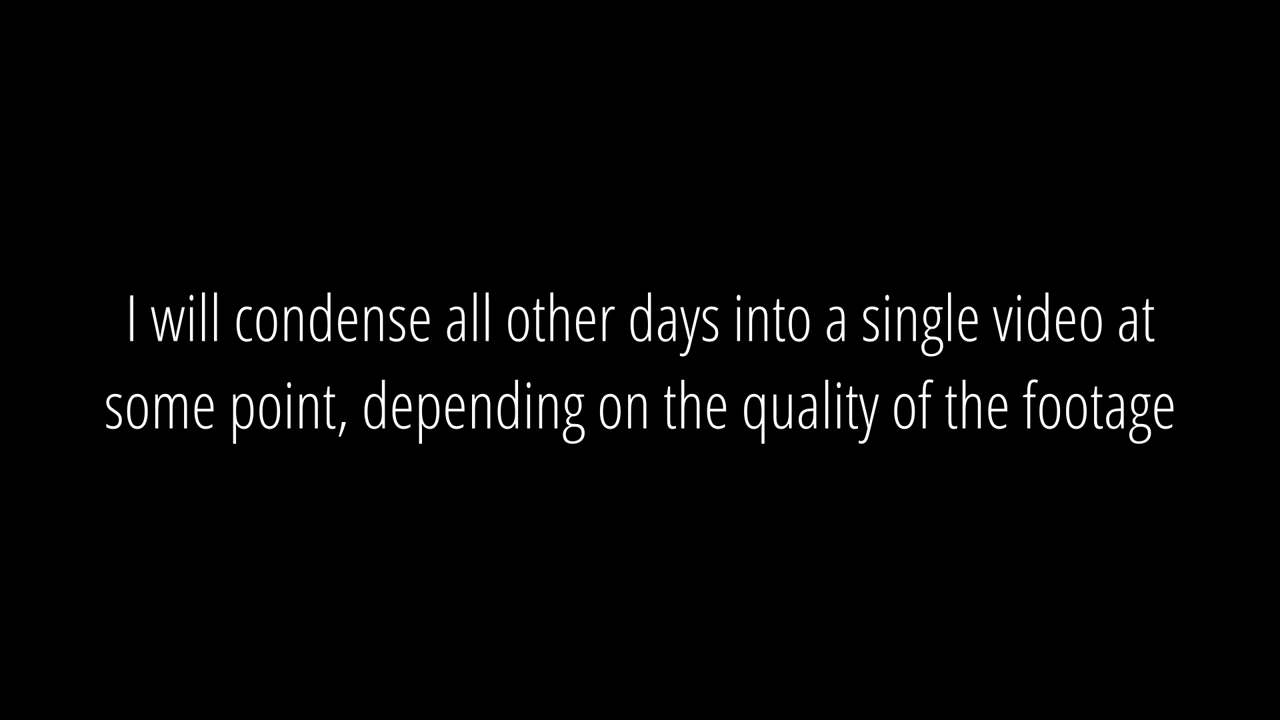 I will condense all other days into a single video at
some point, depending on the quality of the footage